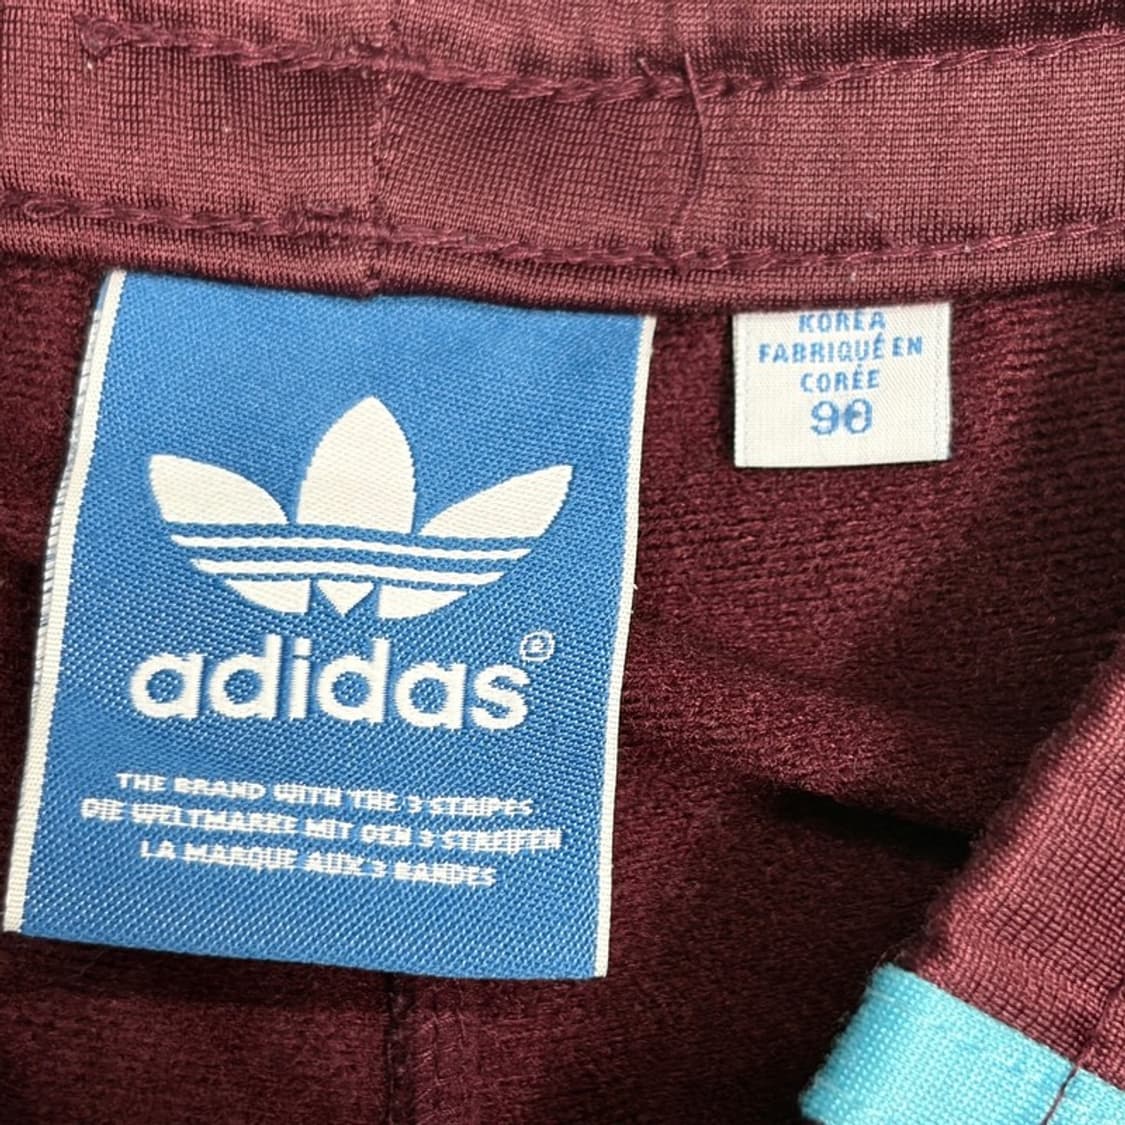 adidas®
THE BRAND WITH THE 3 STRIPES
DIE WELTMARKE MIT DEN 3 STREIFEN
LA MARQUE AUX 3 BANDES
KOREA
FABRIQUÉ EN
CORÉE
90